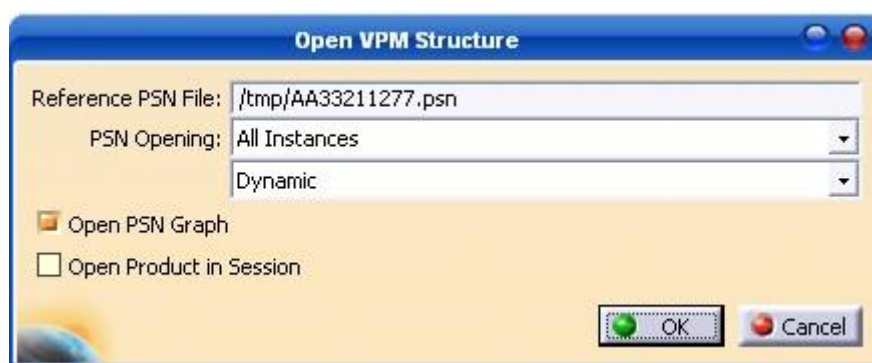 Open VPM Structure
Reference PSN File: /tmp/AA33211277.psn
PSN Opening: All Instances
Dynamic
Open PSN Graph
Open Product in Session
OK Cancel